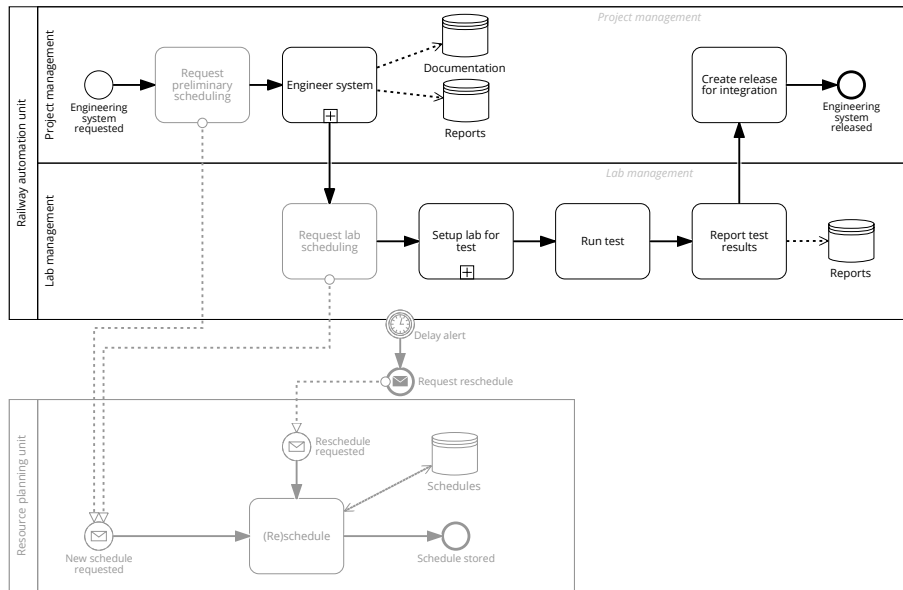 Railway automation unit
Project management
Project management
Engineering
system
requested
Request
preliminary
scheduling
Engineer system
Documentation
Reports
Create release
for integration
Engineering
system
released
Lab management
Lab management
Request lab
scheduling
Setup lab for
test
Run test
Report test
results
Reports
Delay alert
Request reschedule
Resource planning unit
Reschedule
requested
Schedules
New schedule
requested
(Re)schedule
Schedule stored